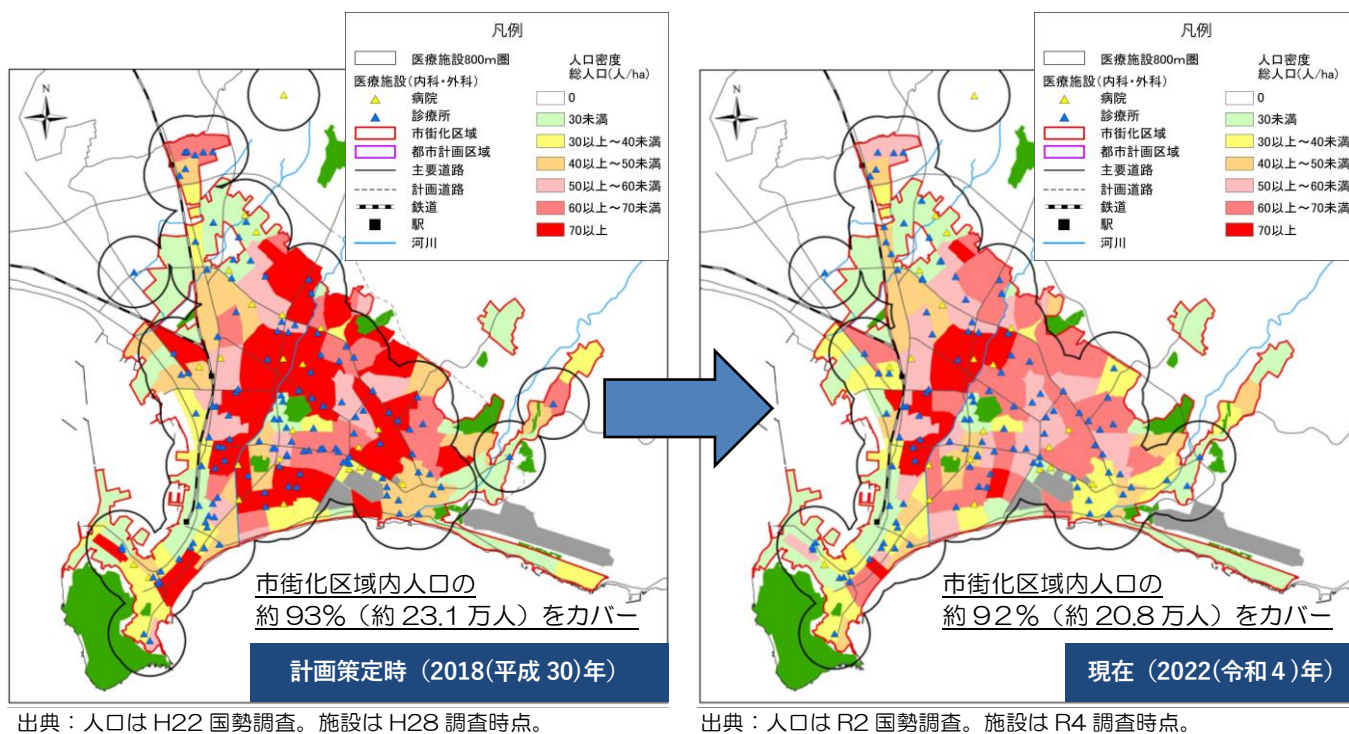 凡例
医療施設800m圏
医療施設(内科・外科)
病院
診療所
市街化区域
都市計画区域
主要道路
計画道路
鉄道
駅
河川
人口密度
総人口(人/ha)
0
30未満
30以上～40未満
40以上～50未満
50以上～60未満
60以上～70未満
70以上
N
市街化区域内人口の
約93%（約23.1万人）をカバー
計画策定時（2018(平成30)年）
出典：人口はH22国勢調査。施設はH28調査時点。
凡例
医療施設800m圏
医療施設(内科・外科)
病院
診療所
市街化区域
都市計画区域
主要道路
計画道路
鉄道
駅
河川
人口密度
総人口(人/ha)
0
30未満
30以上～40未満
40以上～50未満
50以上～60未満
60以上～70未満
70以上
N
市街化区域内人口の
約92%（約20.8万人）をカバー
現在（2022(令和4)年）
出典：人口はR2国勢調査。施設はR4調査時点。